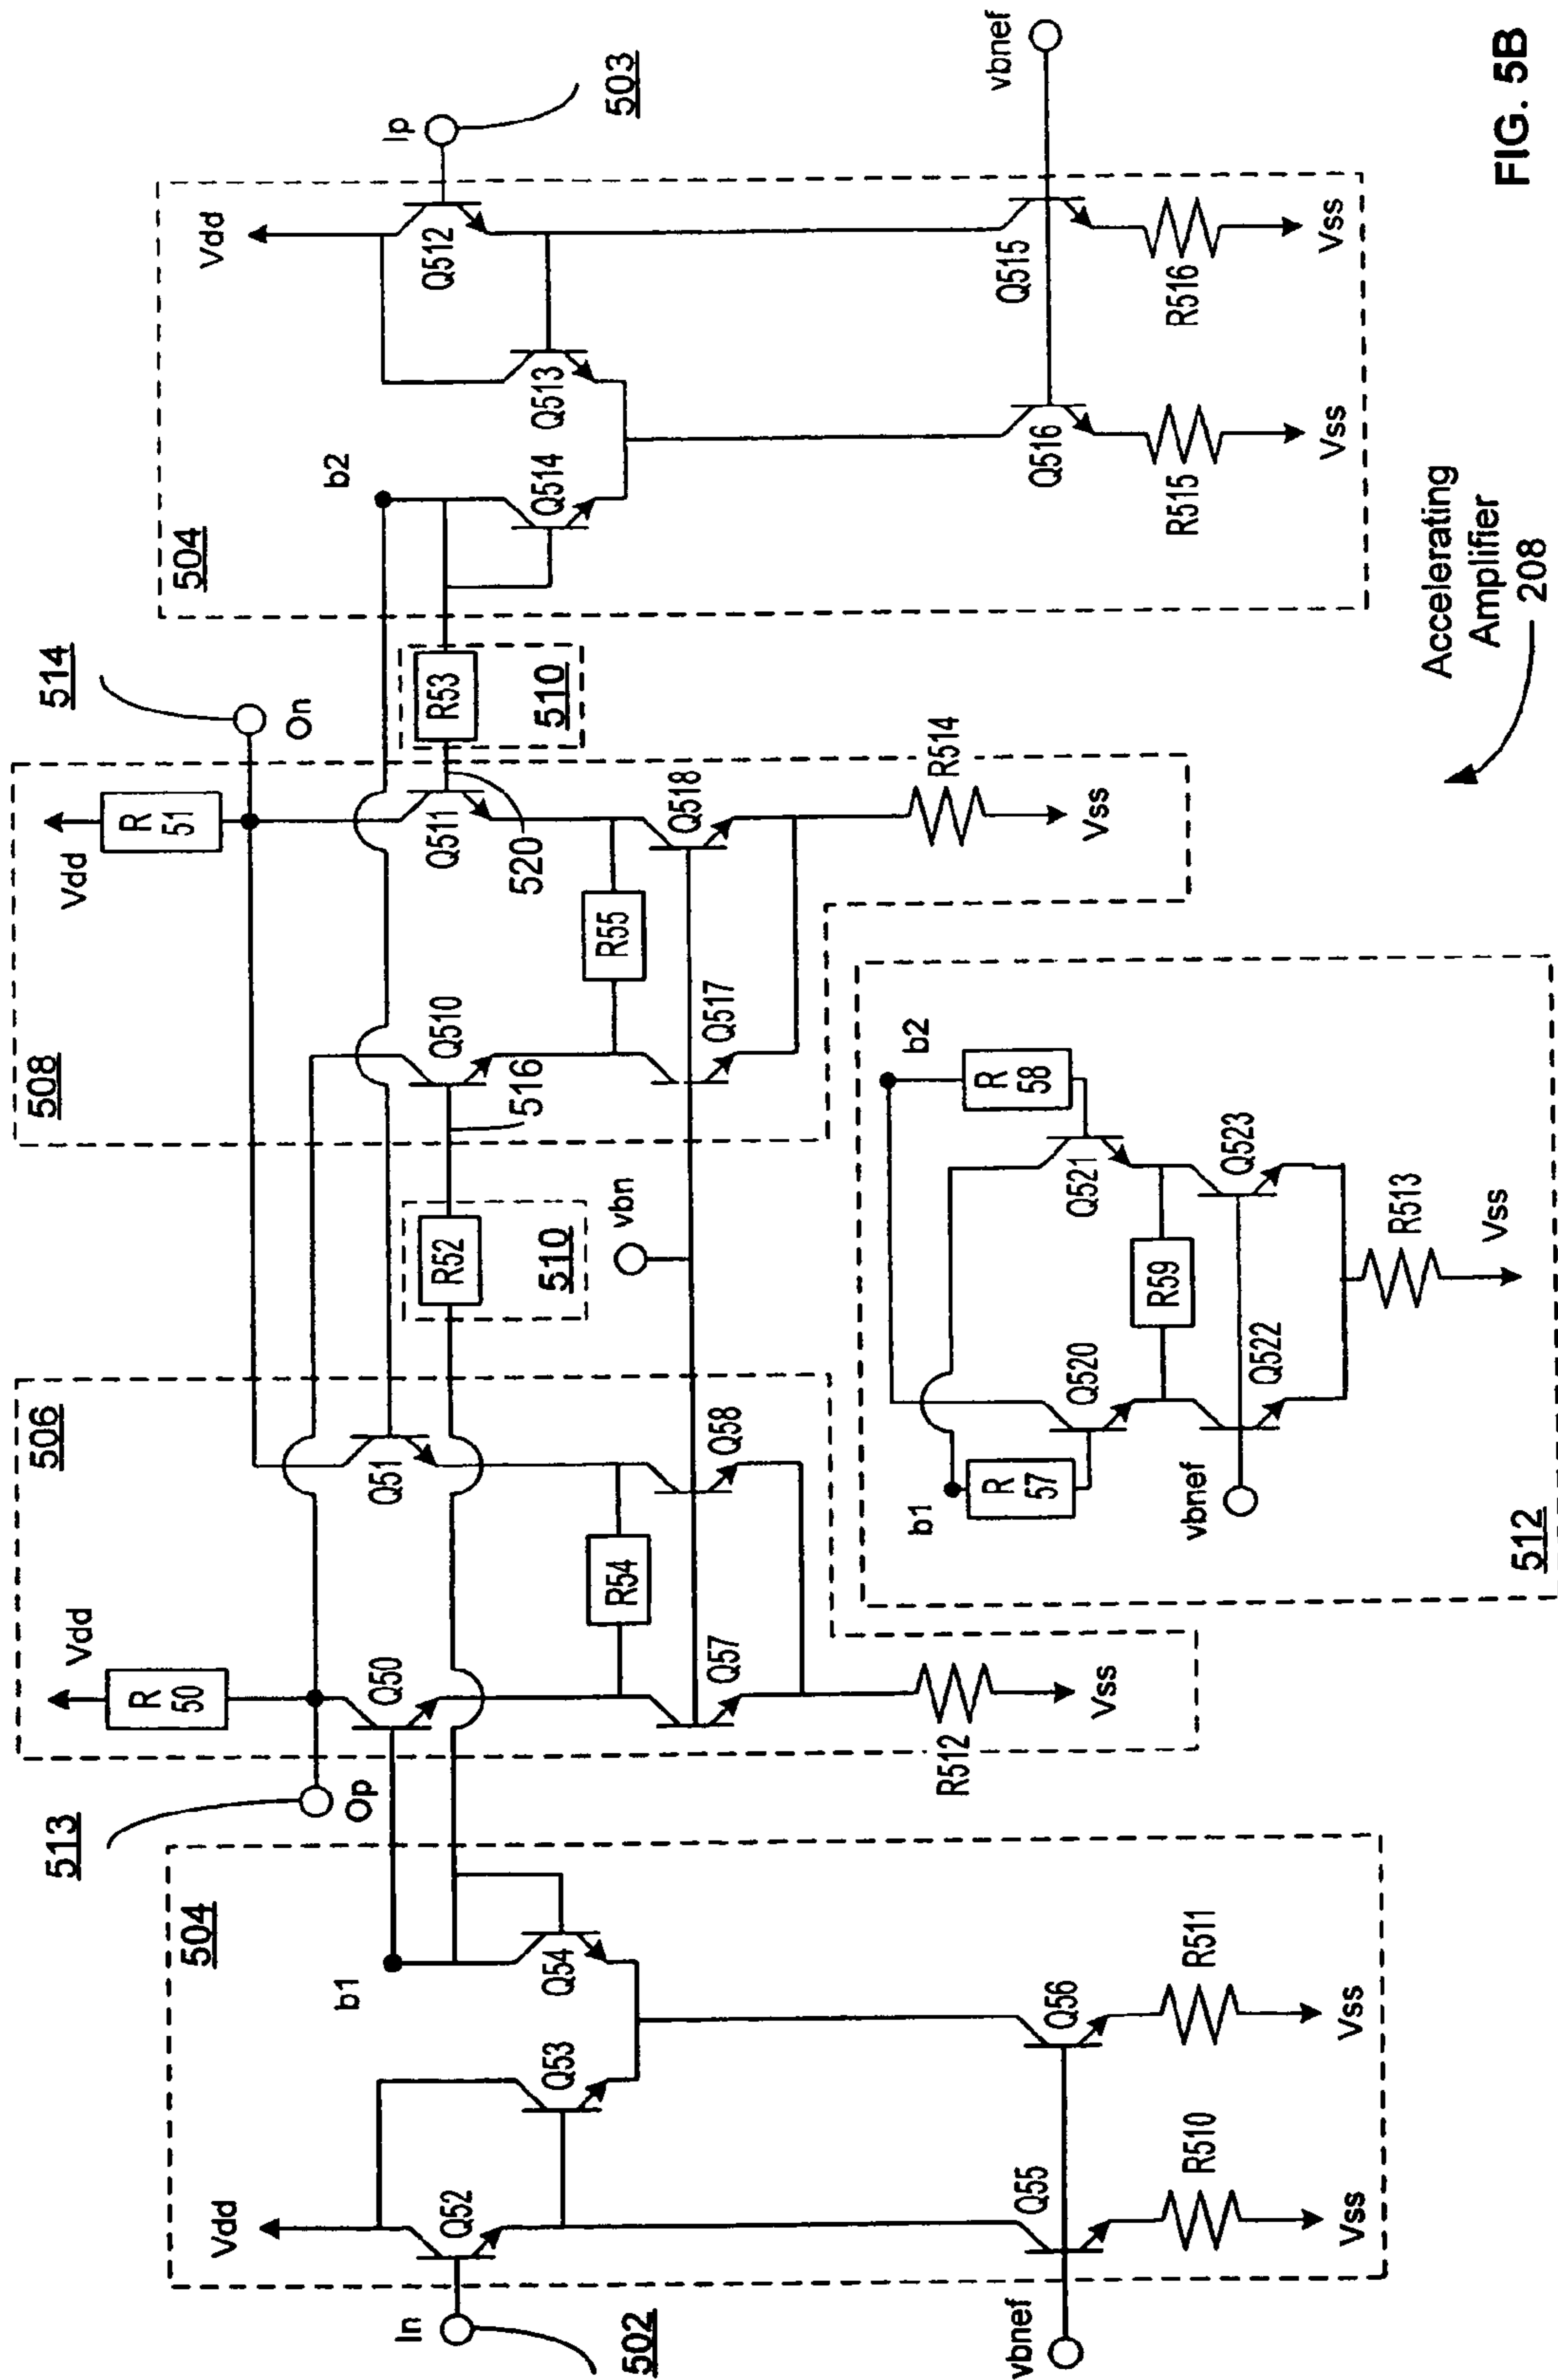 In
502
vbnef
504
Vdd
Q52
Q53
Q54
b1
Q55
R510
Vss
Q56
R511
Vss
513
Op
506
Vdd
R
50
Q50
Q51
R54
Q57
Q58
R512
Vss
R52
510
vbn
516
508
Vdd
R
51
514
On
Q510
Q511
520
R55
Q517
Q518
R514
Vss
R53
510
b1
R
57
b2
R
58
Q520
Q521
R59
Q522
Q523
vbnef
R513
Vss
512
504
b2
Vdd
Q512
Q513
Q514
Ip
503
Q515
Q516
R515
R516
Vss
Vss
vbnef
Accelerating
Amplifier
208
FIG. 5B